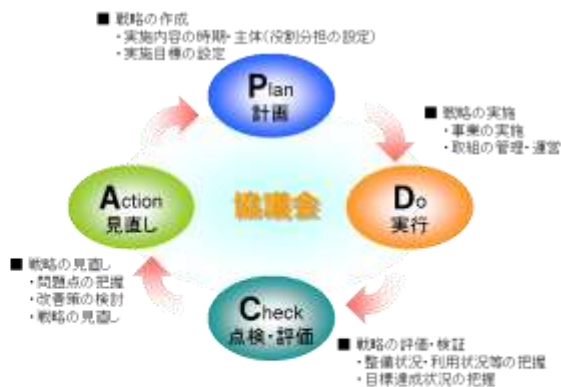 ■ 戦略の作成
・実施内容の時期・主体(役割分担の設定)
・実施目標の設定
Plan
計画
■ 戦略の実施
・事業の実施
・取組の管理・運営
Do
実行
協議会
Action
見直し
■ 戦略の見直し
・問題点の把握
・改善策の検討
・戦略の見直し
Check
点検・評価
■ 戦略の評価・検証
・整備状況・利用状況等の把握
・目標達成状況の把握